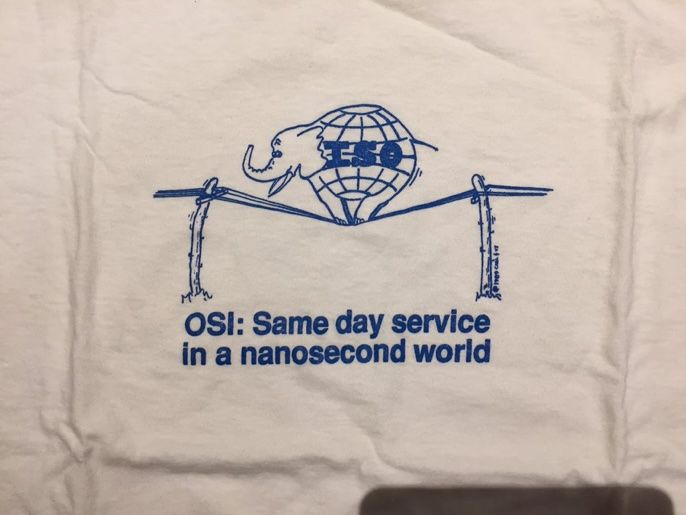 ISO
OSI: Same day service
in a nanosecond world